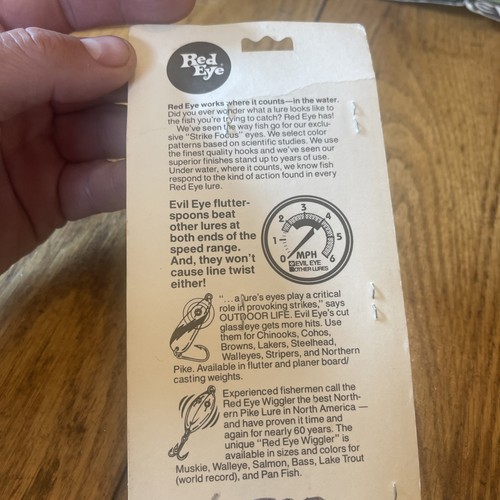 Red
Eye
Red Eye works where it counts—in the water.
Did you ever wonder what a lure looks like to
the fish you're trying to catch? Red Eye has!
We've seen the way fish go for our exclu-
sive "Strike Focus" eyes. We select color
patterns based on scientific studies. We use
the finest quality hooks and we've seen our
superior finishes stand up to years of use.
Under water, where it counts, we know fish
respond to the kind of action found in every
Red Eye lure.
Evil Eye flutter-
spoons beat
other lures at
both ends of the
speed range.
And, they won't
cause line twist
either!
0 1 2 3 4 5 6
MPH
EVIL EYE
OTHER LURES
"...a lure's eyes play a critical
role in provoking strikes," says
OUTDOOR LIFE. Evil Eye's cut
glass eye gets more hits. Use
them for Chinooks, Cohos,
Browns, Lakers, Steelhead,
Walleyes, Stripers, and Northern
Pike. Available in flutter and planer board/
casting weights.
Experienced fishermen call the
Red Eye Wiggler the best North-
ern Pike Lure in North America —
and have proven it time and
again for nearly 60 years. The
unique "Red Eye Wiggler" is
available in sizes and colors for
Muskie, Walleye, Salmon, Bass, Lake Trout
(world record), and Pan Fish.